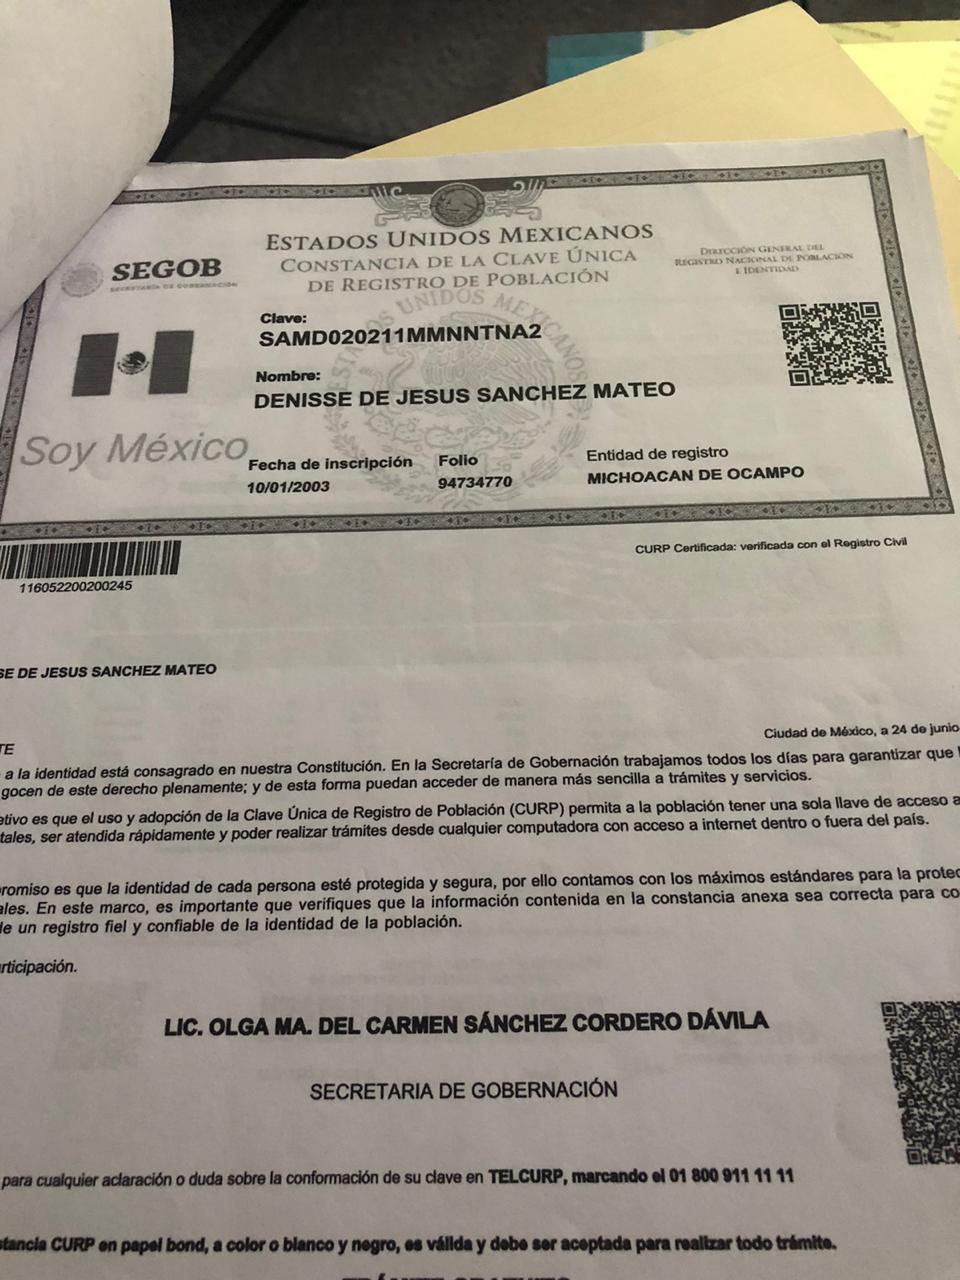 ESTADOS UNIDOS MEXICANOS
CONSTANCIA DE LA CLAVE ÚNICA
DE REGISTRO DE POBLACIÓN
SEGOB
SECRETARÍA DE GOBERNACIÓN
DIRECCIÓN GENERAL DEL
REGISTRO NACIONAL DE POBLACIÓN
E IDENTIDAD
ESTADOS UNIDOS MEXICANOS
Clave:
SAMD020211MMNNTNA2
Nombre:
DENISSE DE JESUS SANCHEZ MATEO
Soy México
Fecha de inscripción
10/01/2003
Folio
94734770
Entidad de registro
MICHOACAN DE OCAMPO
116052200200245
CURP Certificada: verificada con el Registro Civil
SE DE JESUS SANCHEZ MATEO
Ciudad de México, a 24 de junio
TE
a la identidad está consagrado en nuestra Constitución. En la Secretaría de Gobernación trabajamos todos los días para garantizar que
gocen de este derecho plenamente; y de esta forma puedan acceder de manera más sencilla a trámites y servicios.
etivo es que el uso y adopción de la Clave Única de Registro de Población (CURP) permita a la población tener una sola llave de acceso a
tales, ser atendida rápidamente y poder realizar trámites desde cualquier computadora con acceso a internet dentro o fuera del país.
promiso es que la identidad de cada persona esté protegida y segura, por ello contamos con los máximos estándares para la protec
ales. En este marco, es importante que verifiques que la información contenida en la constancia anexa sea correcta para co
de un registro fiel y confiable de la identidad de la población.
rticipación.
LIC. OLGA MA. DEL CARMEN SÁNCHEZ CORDERO DÁVILA
SECRETARIA DE GOBERNACIÓN
para cualquier aclaración o duda sobre la conformación de su clave en TELCURP, marcando el 01 800 911 11 11
stancia CURP en papel bond, a color o blanco y negro, es válida y debe ser aceptada para realizar todo trámite.